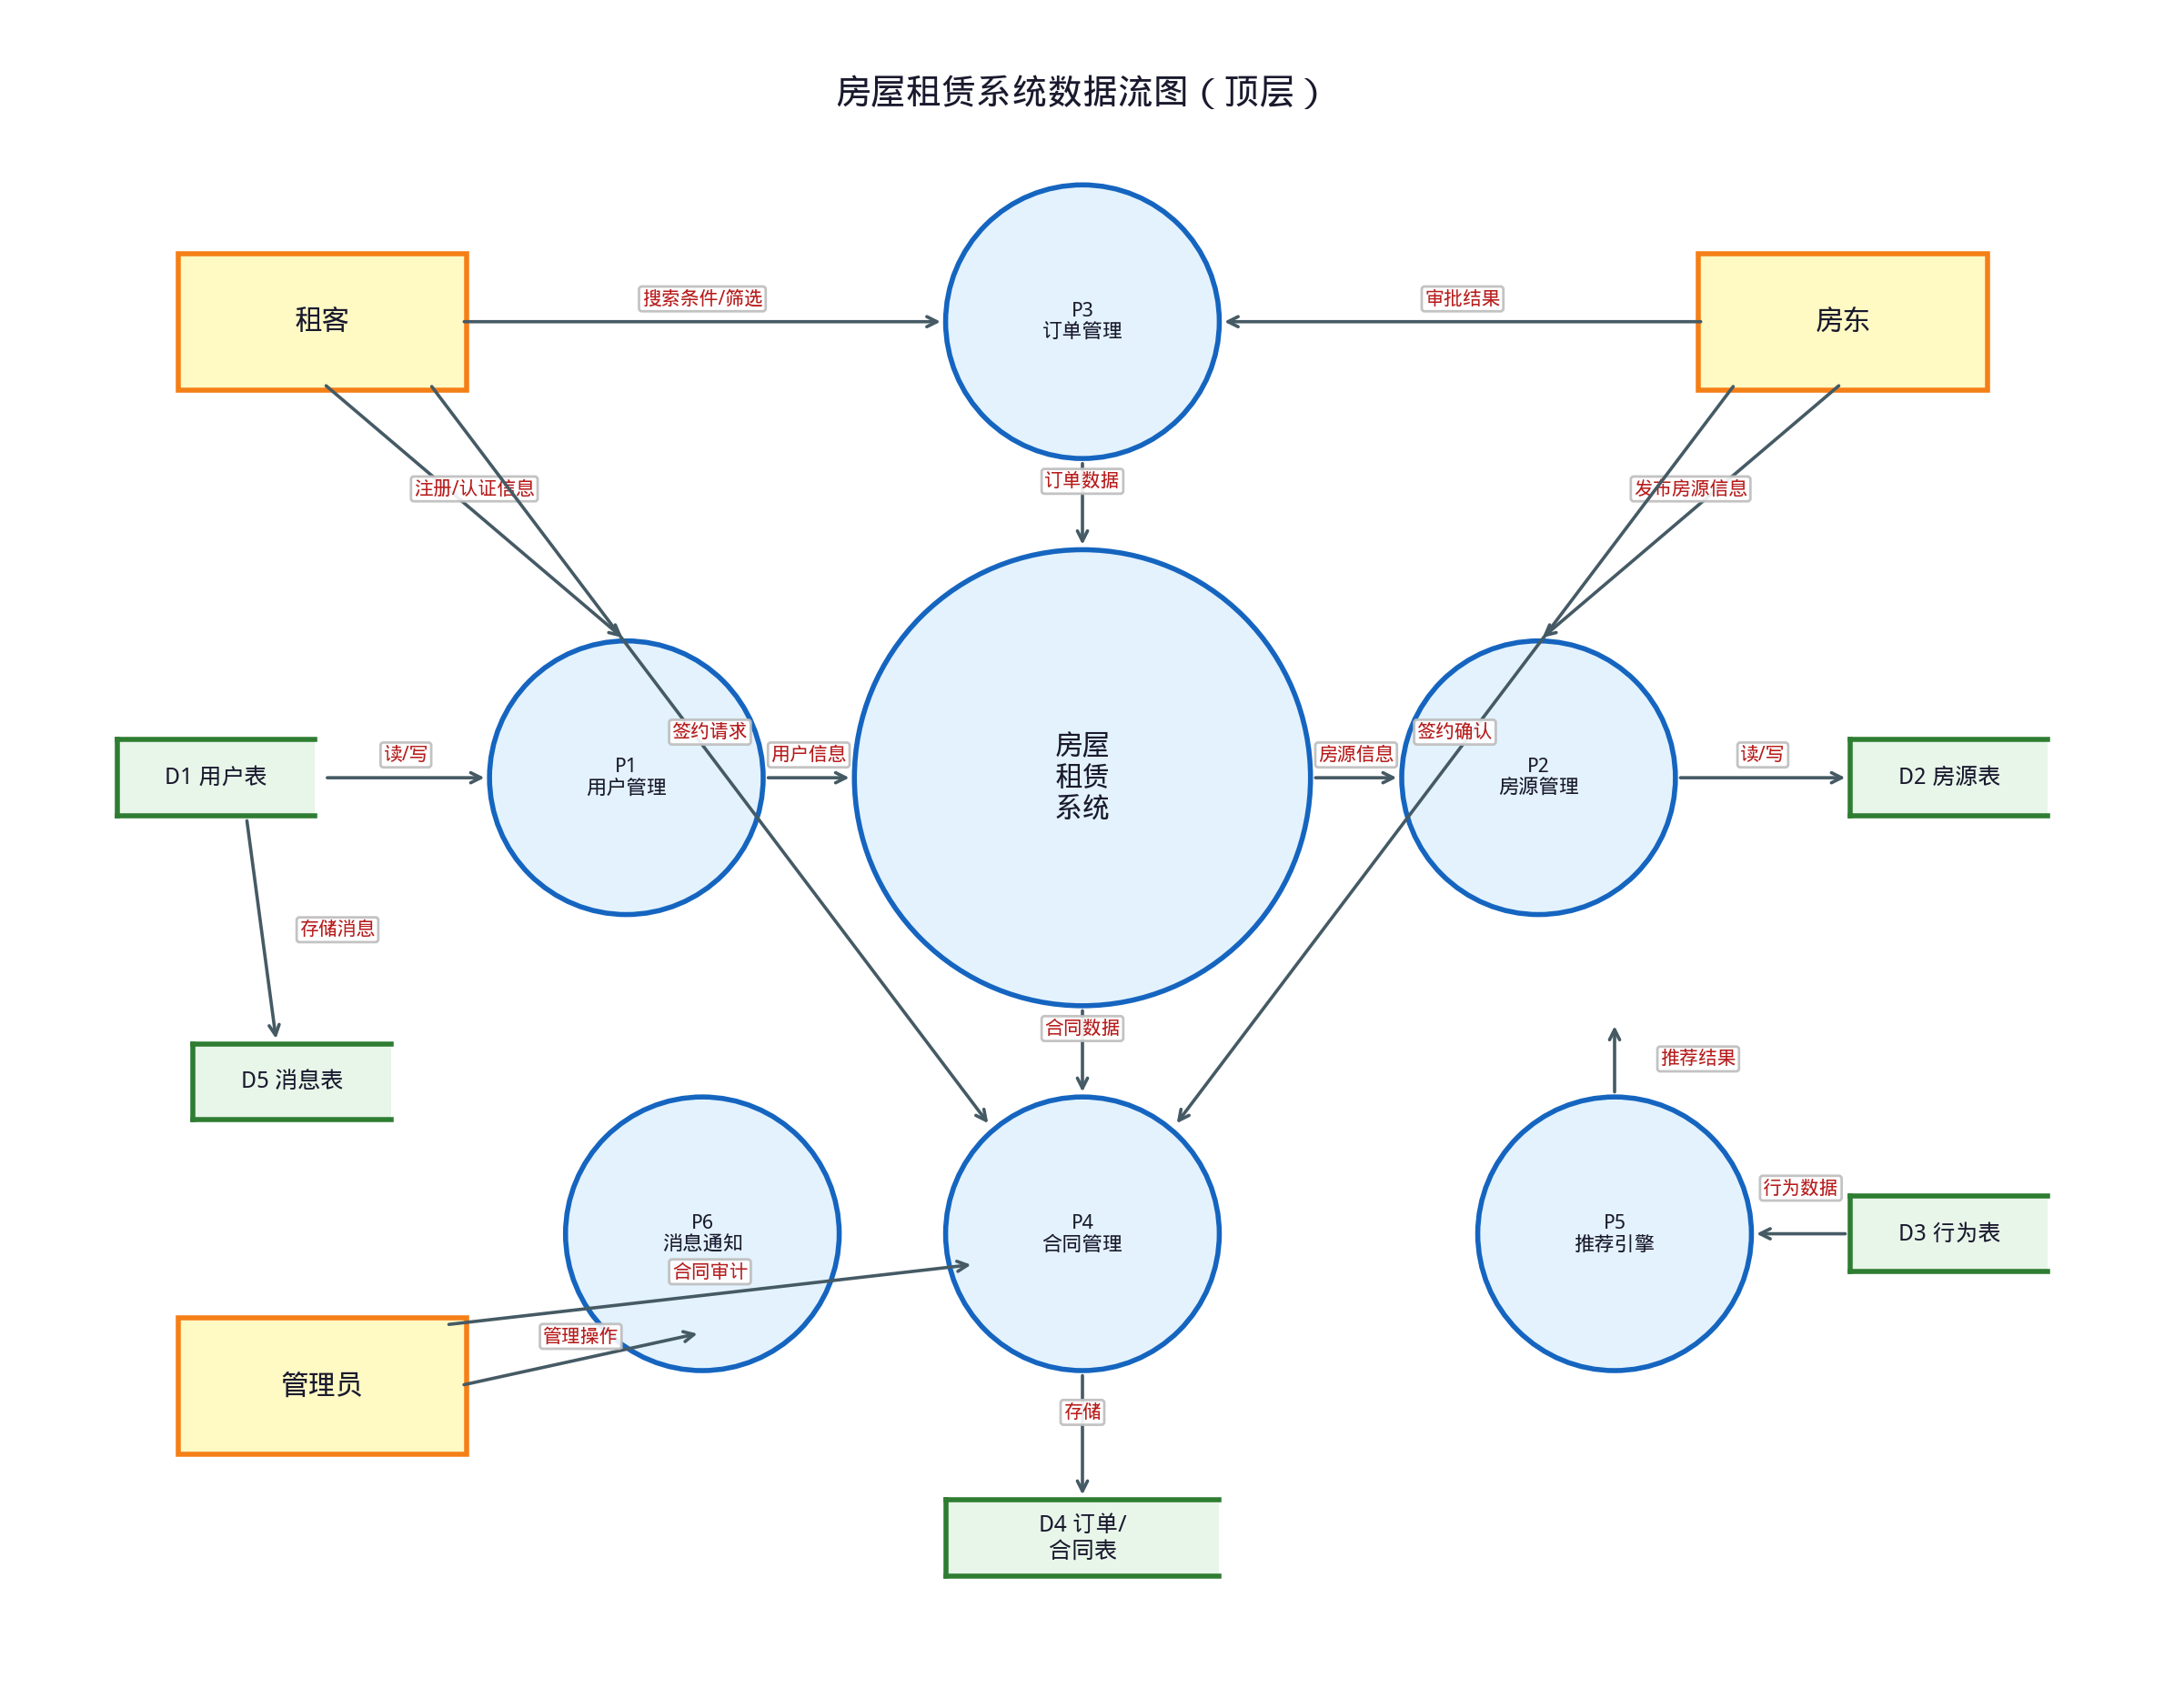 房屋租赁系统数据流图（顶层）
P3
订单管理
租客
房东
搜索条件/筛选
审批结果
订单数据
注册/认证信息
发布房源信息
签约请求
签约确认
用户信息
房源信息
读/写
读/写
D1 用户表
P1
用户管理
房屋
租赁
系统
P2
房源管理
D2 房源表
存储消息
合同数据
推荐结果
D5 消息表
行为数据
P6
消息通知
P4
合同管理
P5
推荐引擎
D3 行为表
合同审计
管理操作
管理员
存储
D4 订单/
合同表